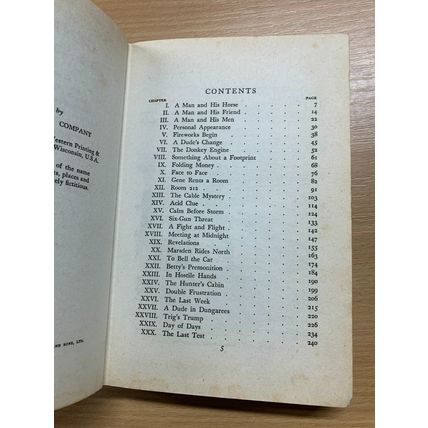 by
COMPANY
Western Printing &
Wisconsin, U.S.A.
of the name
places and
fictitious.
LTD.
CONTENTS
CHAPTER PAGE
I. A Man and His Horse 7
II. A Man and His Friend 14
III. A Man and His Men 22
IV. Personal Appearance 30
V. Fireworks Begin 38
VI. A Dude's Change 45
VII. The Donkey Engine 52
VIII. Something About a Footprint 61
IX. Folding Money 68
X. Face to Face 76
XI. Gene Rents a Room 82
XII. Room 212 91
XIII. The Cable Mystery 103
XIV. Acid Clue 114
XV. Calm Before Storm 124
XVI. Six-Gun Threat 134
XVII. A Fight and Flight
XVIII. Meeting at Midnight
XIX. Revelations
XX. Marsden Rides North
XXI. To Bell the Cat 174
XXII. Betty's Premonition 184
XXIII. In Hostile Hands 190
XXIV. The Hunter's Cabin 199
XXV. Double Frustration 206
XXVI. The Last Week 215
XXVII. A Dude in Dungarees 220
XXVIII. Trig's Trump 226
XXIX. Day of Days 234
XXX. The Last Test 240
5